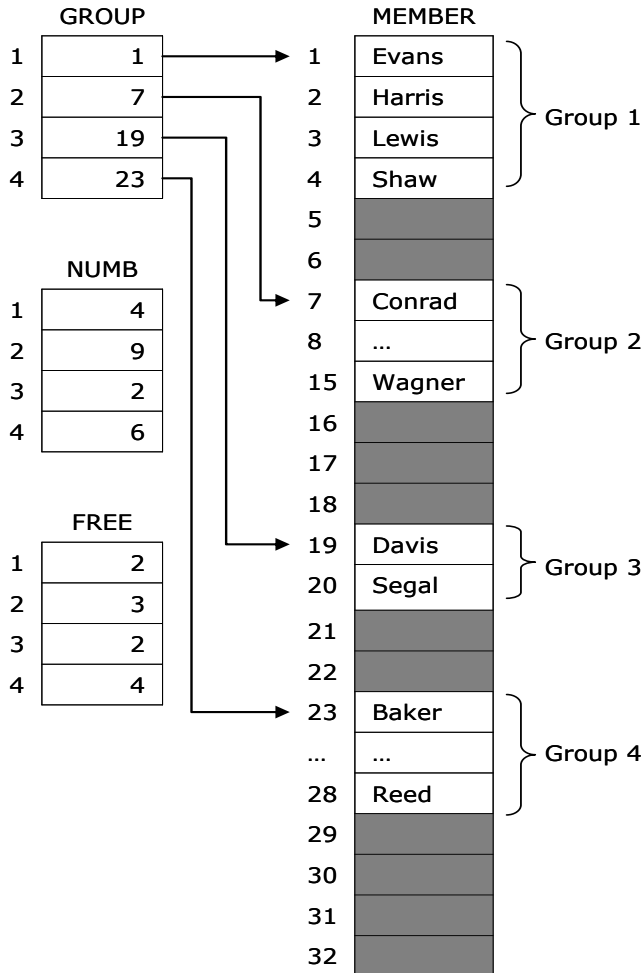 GROUP
1 1
2 7
3 19
4 23
NUMB
1 4
2 9
3 2
4 6
FREE
1 2
2 3
3 2
4 4
MEMBER
1 Evans
2 Harris
3 Lewis
4 Shaw
Group 1
5
6
7 Conrad
8 ...
15 Wagner
Group 2
16
17
18
19 Davis
20 Segal
Group 3
21
22
23 Baker
... ...
28 Reed
Group 4
29
30
31
32